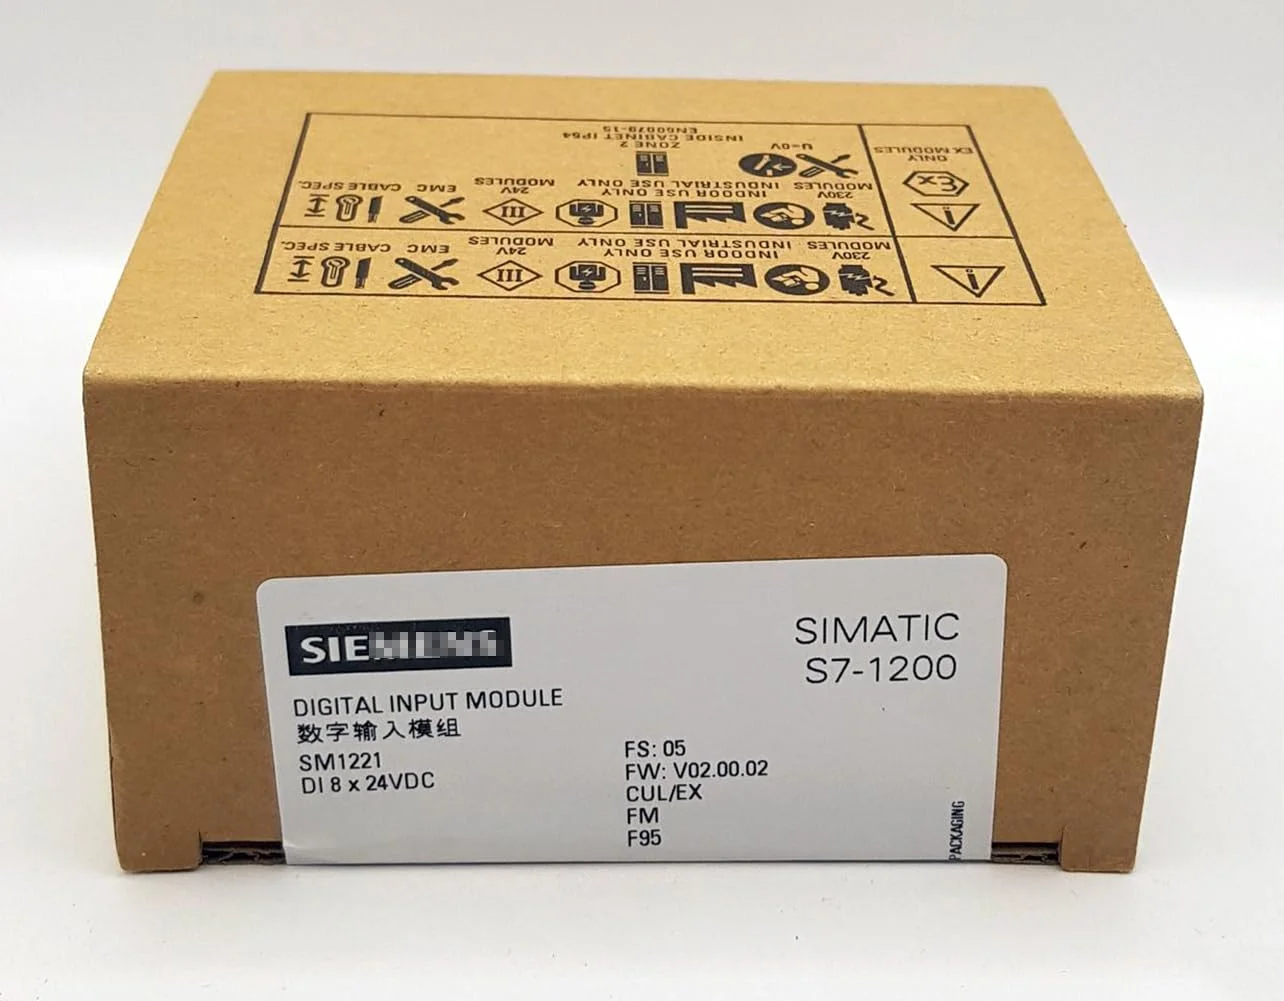 EX MODULES
ONLY
Ex
U=0V
ZONE 2
INSIDE CABINET IP54
EN60079-15
230V
MODULES
INDOOR USE ONLY
INDUSTRIAL USE ONLY
III
24V
MODULES
EMC
CABLE SPEC.
230V
MODULES
INDOOR USE ONLY
INDUSTRIAL USE ONLY
III
24V
MODULES
EMC
CABLE SPEC.
SIMATIC
S7-1200
DIGITAL INPUT MODULE
数字输入模组
SM1221
DI 8 x 24VDC
FS: 05
FW: V02.00.02
CUL/EX
FM
F95
PACKAGING